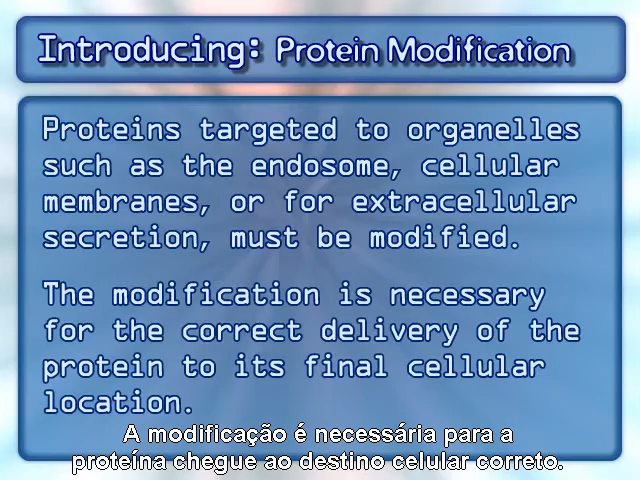 Introducing: Protein Modification
Proteins targeted to organelles
such as the endosome, cellular
membranes, or for extracellular
secretion, must be modified.
The modification is necessary
for the correct delivery of the
protein to its final cellular
location.
A modificação é necessária para a
proteína chegue ao destino celular correto.